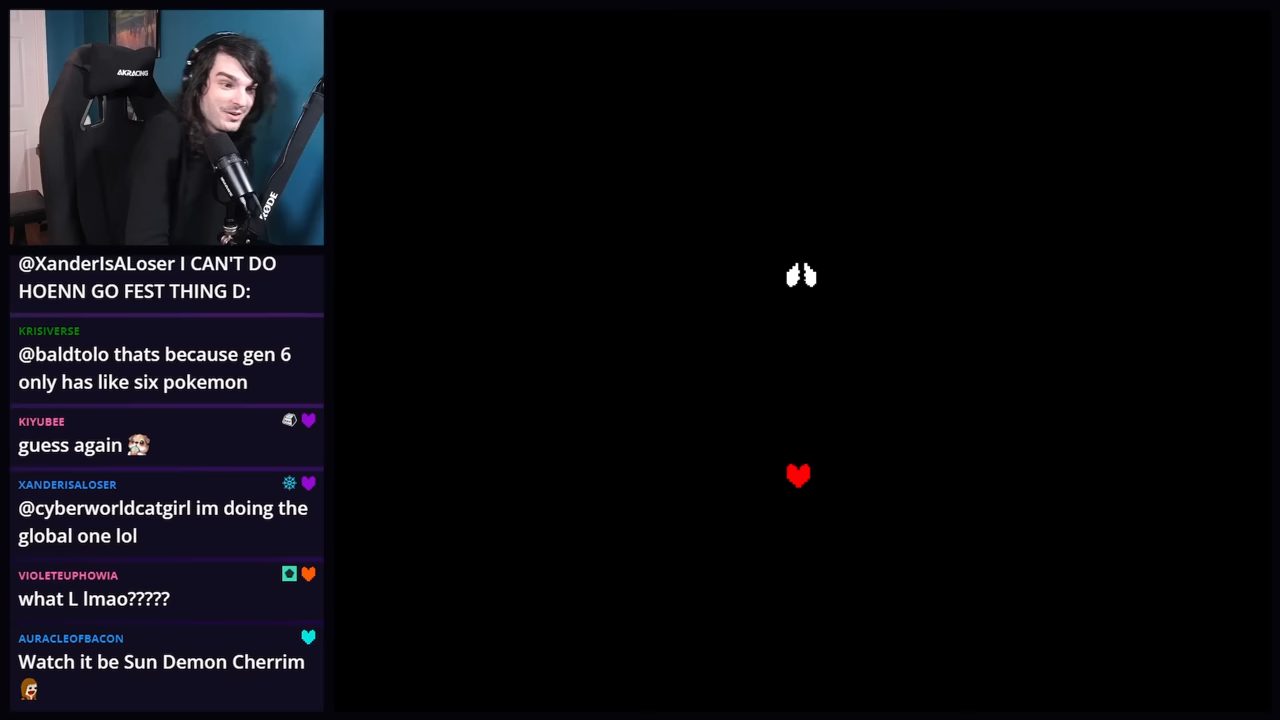 AKRACING
RØDE
@XanderIsALoser I CAN'T DO
HOENN GO FEST THING D:
KRISIVERSE
@baldtolo thats because gen 6
only has like six pokemon
KIYUBEE
guess again
XANDERISALOSER
@cyberworldcatgirl im doing the
global one lol
VIOLETEUPHOWIA
what L lmao?????
AURACLEOFBACON
Watch it be Sun Demon Cherrim